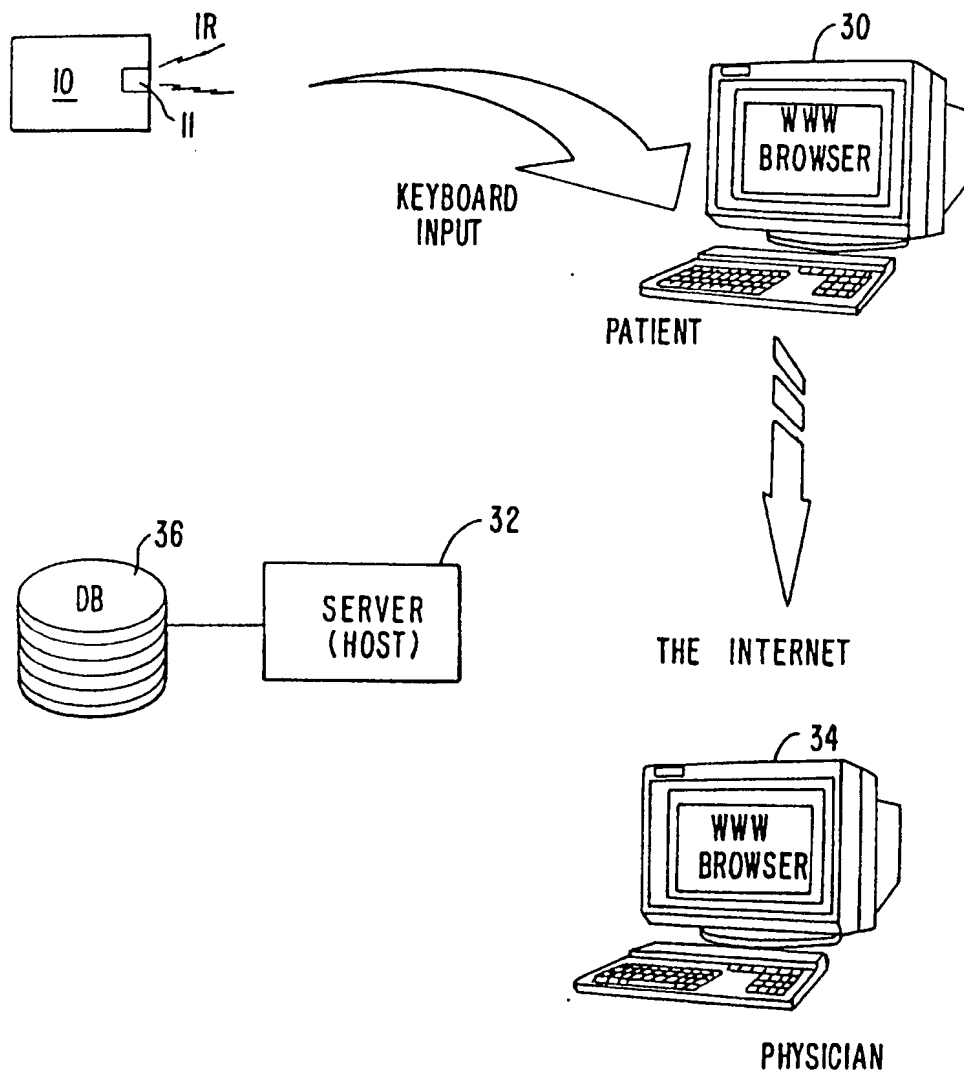 IR
10
11
30
WWW
BROWSER
KEYBOARD
INPUT
PATIENT
36
DB
32
SERVER
(HOST)
THE INTERNET
34
WWW
BROWSER
PHYSICIAN